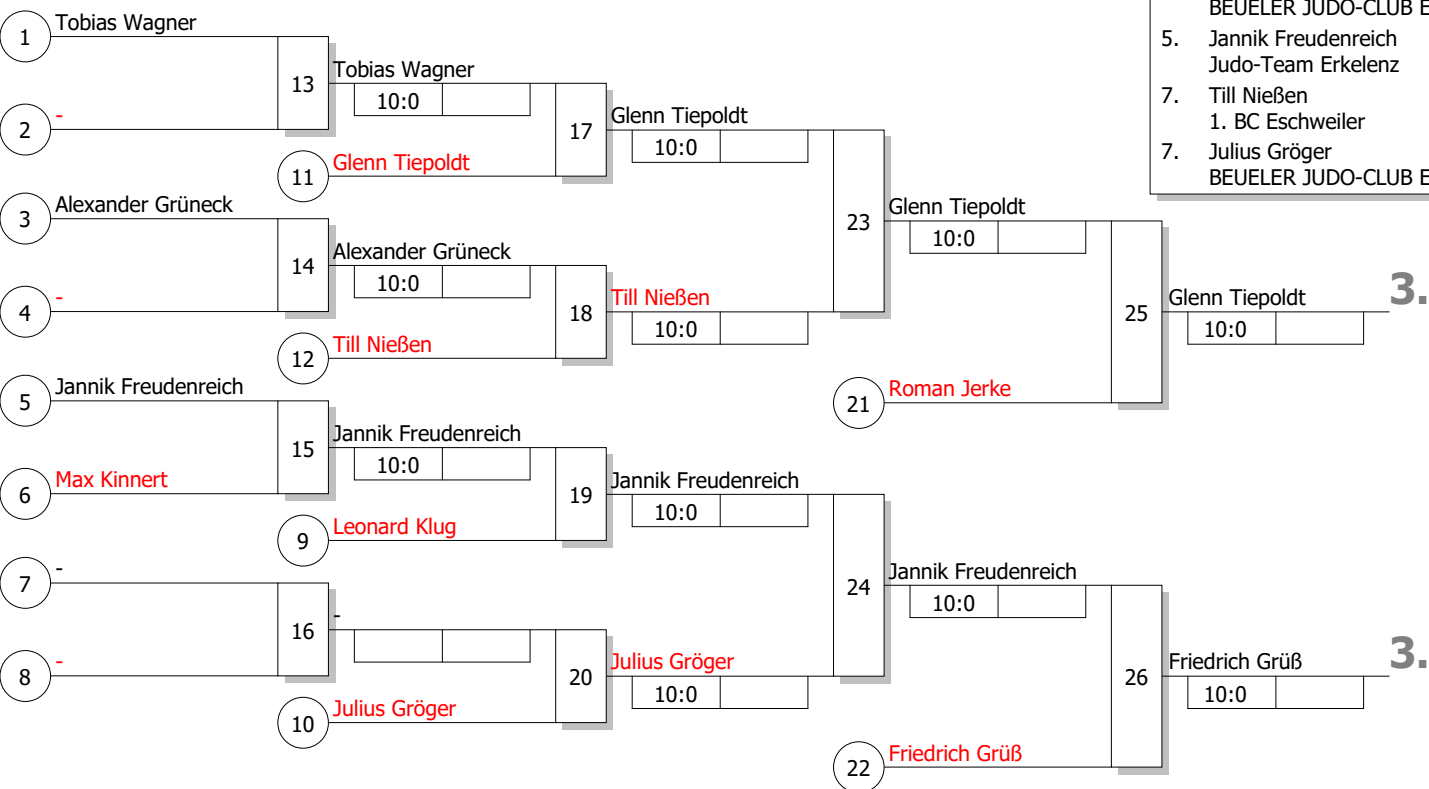 BEUELER JUDO-CLUB E
5. Jannik Freudenreich
Judo-Team Erkelenz
7. Till Nießen
1. BC Eschweiler
7. Julius Gröger
BEUELER JUDO-CLUB E
1 Tobias Wagner
2 -
13 Tobias Wagner
10:0
11 Glenn Tiepoldt
17 Glenn Tiepoldt
10:0
3 Alexander Grüneck
4 -
14 Alexander Grüneck
10:0
12 Till Nießen
18 Till Nießen
10:0
23 Glenn Tiepoldt
10:0
21 Roman Jerke
25 Glenn Tiepoldt 3.
10:0
5 Jannik Freudenreich
6 Max Kinnert
15 Jannik Freudenreich
10:0
9 Leonard Klug
19 Jannik Freudenreich
10:0
7 -
8 -
16 -
10 Julius Gröger
20 Julius Gröger
10:0
24 Jannik Freudenreich
10:0
22 Friedrich Grüß
26 Friedrich Grüß 3.
10:0